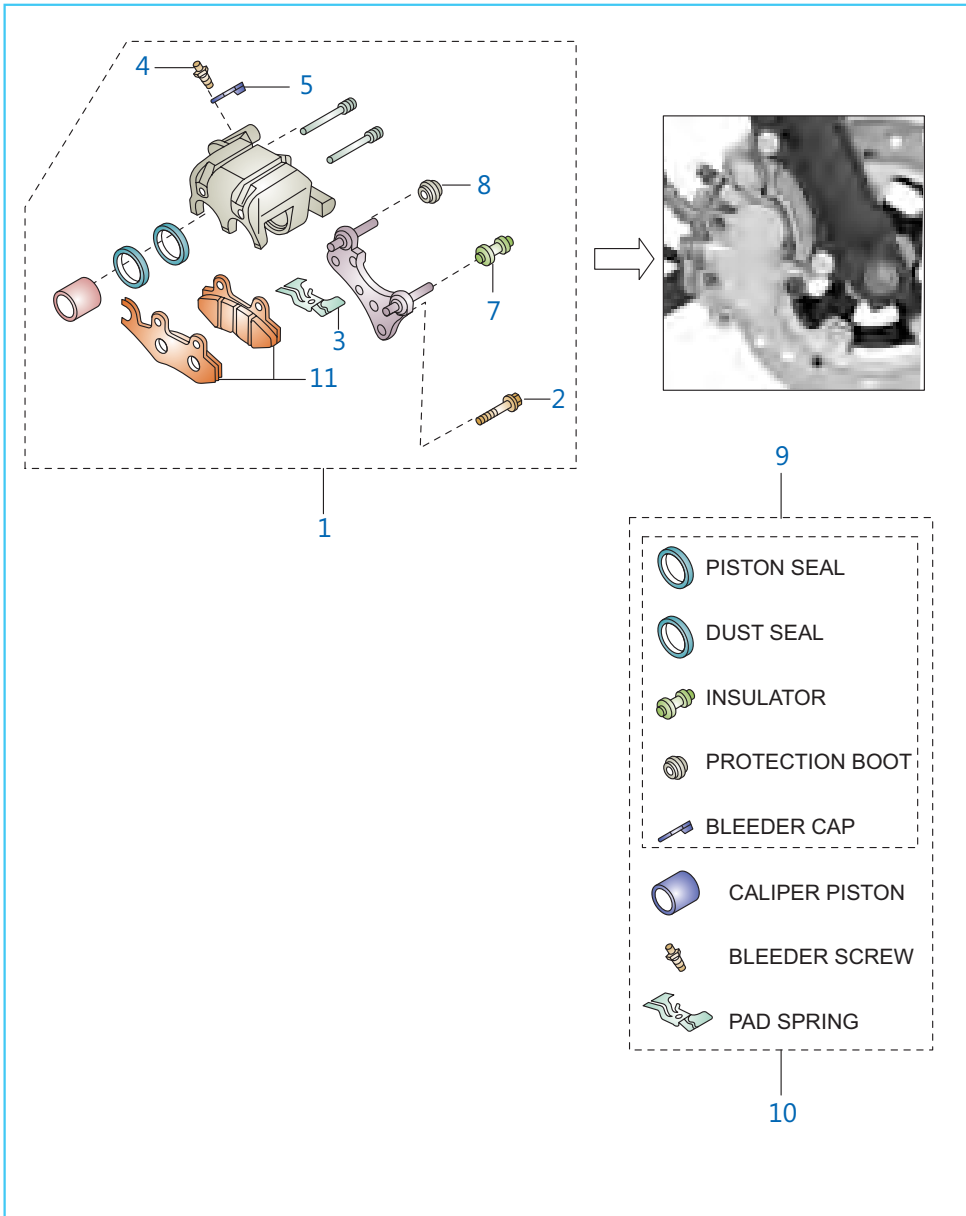 4
5
8
7
3
11
2
1
9
PISTON SEAL
DUST SEAL
INSULATOR
PROTECTION BOOT
BLEEDER CAP
CALIPER PISTON
BLEEDER SCREW
PAD SPRING
10